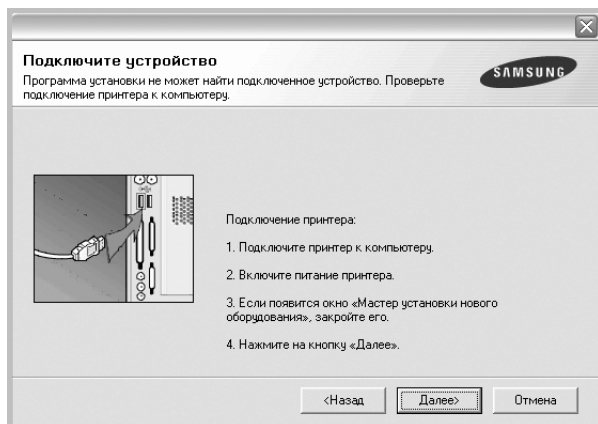 Подключите устройство
Программа установки не может найти подключенное устройство. Проверьте
подключение принтера к компьютеру.
SAMSUNG
Подключение принтера:
1. Подключите принтер к компьютеру.
2. Включите питание принтера.
3. Если появится окно «Мастер установки нового
оборудования», закройте его.
4. Нажмите на кнопку «Далее».
<Назад
Далее>
Отмена